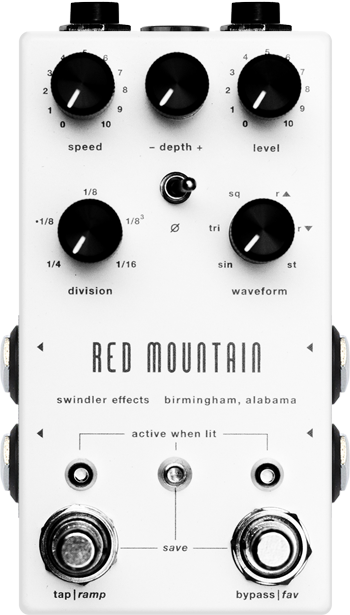 4 5 6
3 7
2 8
1 9
0 10
speed
– depth +
4 5 6
3 7
2 8
1 9
0 10
level
Ø
1/8
•1/8 1/8³
1/4 1/16
division
sq r▲
tri r▼
sin st
waveform
RED MOUNTAIN
swindler effects birmingham, alabama
active when lit
save
tap|ramp
bypass|fav